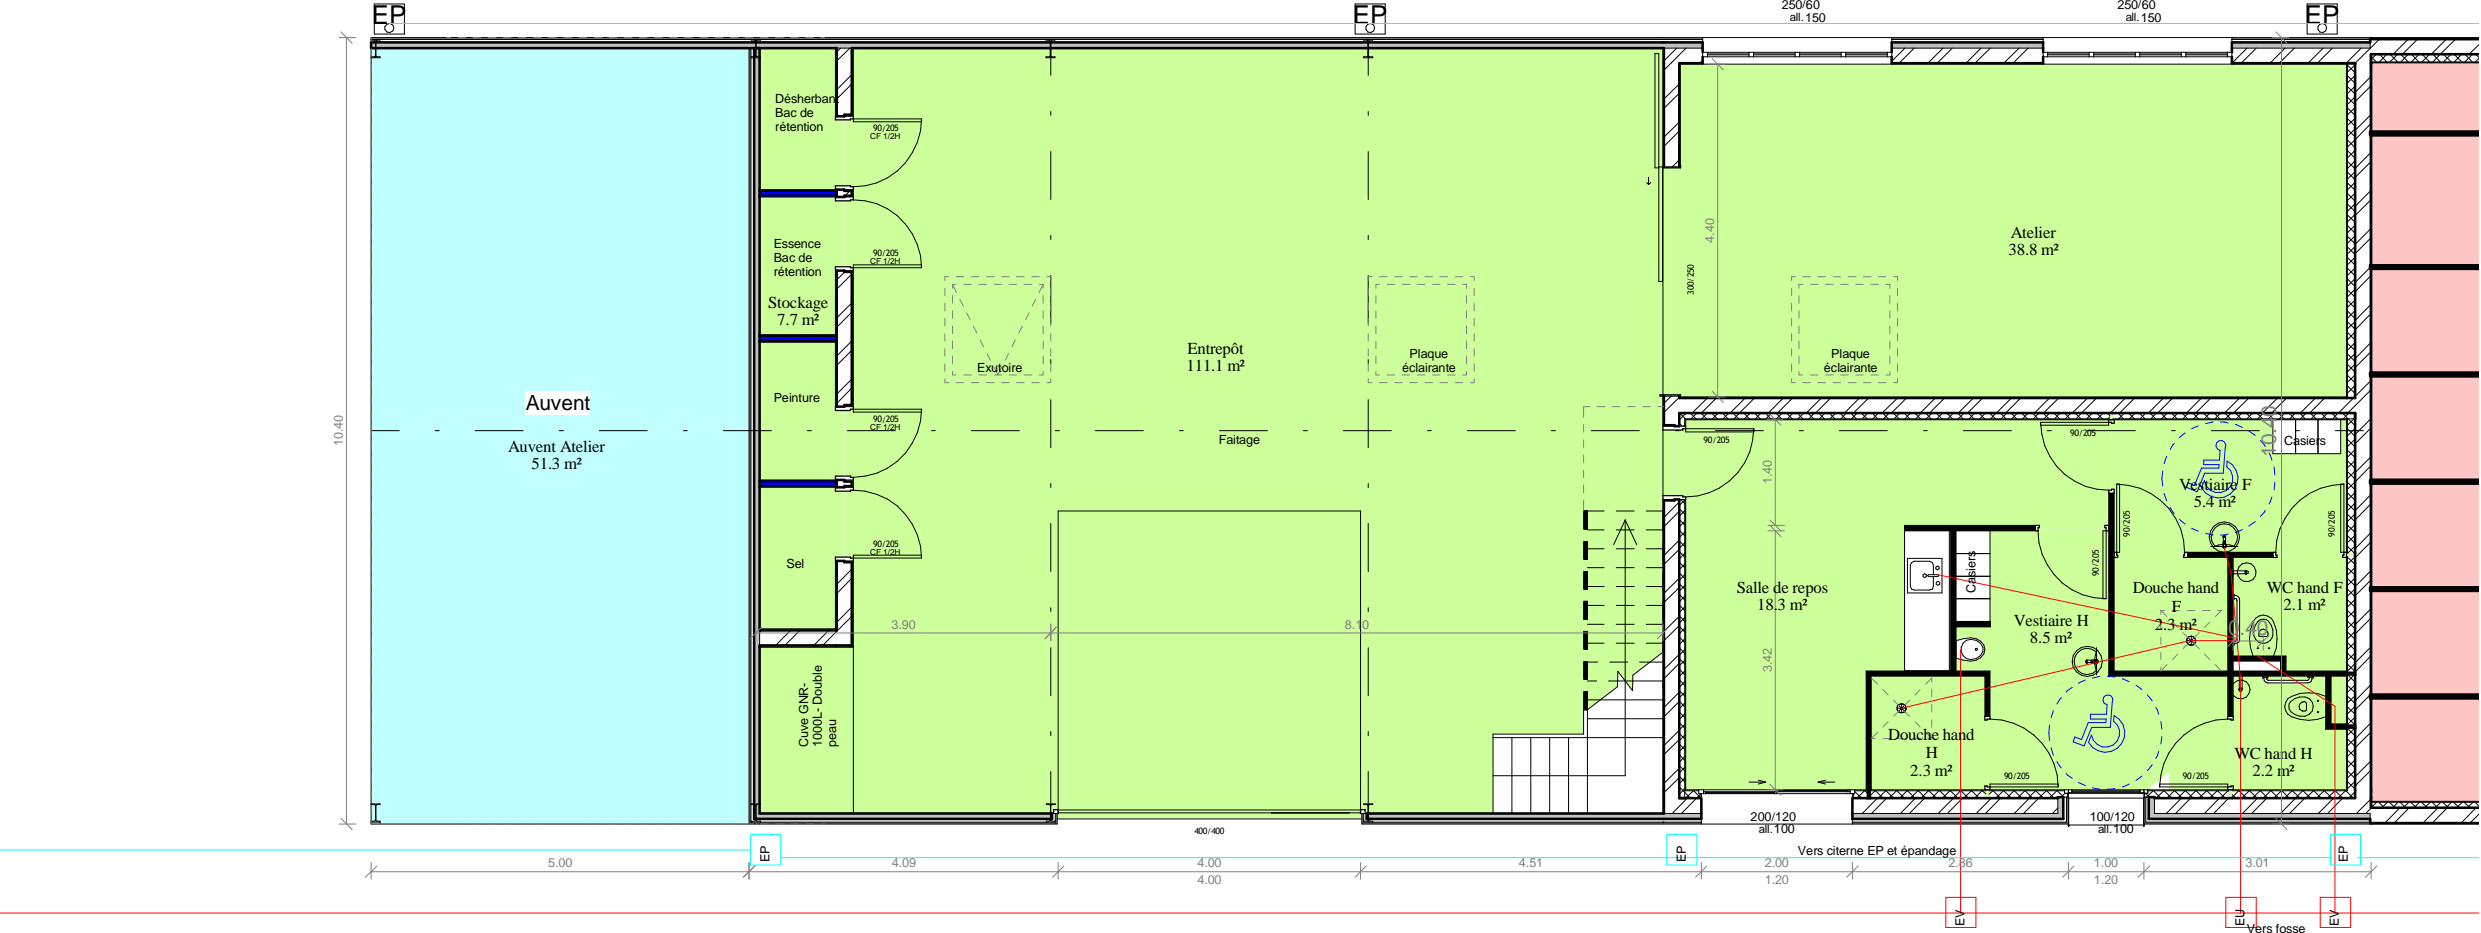 EP
EP
250/60
all.150
250/60
all.150
EP
Désherban
Bac de
rétention
90/205
CF 1/2H
Essence
Bac de
rétention
90/205
CF 1/2H
Stockage
7.7 m²
Peinture
90/205
CF 1/2H
Sel
90/205
CF 1/2H
Cuve GNR-
1000L- Double
peau
10.40
Auvent
Auvent Atelier
51.3 m²
Exutoire
Entrepôt
111.1 m²
Plaque
éclairante
Faitage
3.90
8.10
4.40
300/250
Atelier
38.8 m²
Plaque
éclairante
10.40
90/205
1.40
90/205
Casiers
Vestiaire F
5.4 m²
90/205
90/205
Salle de repos
18.3 m²
3.42
Casiers
90/205
Vestiaire H
8.5 m²
Douche hand
F
2.3 m²
WC hand F
2.1 m²
Douche hand
H
2.3 m²
90/205
90/205
WC hand H
2.2 m²
400/400
200/120
all.100
100/120
all.100
EP
EP
Vers citerne EP et épandage
EP
5.00
4.09
4.00
4.51
2.00
2.86
1.00
3.01
4.00
1.20
1.20
EV
EU
EV
Vers fosse